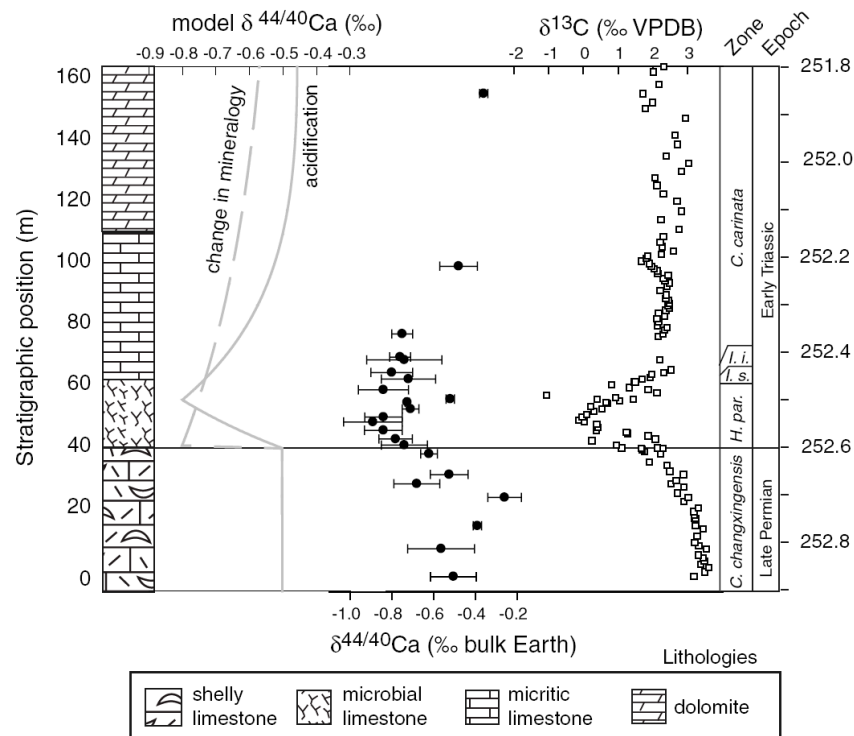 model δ 44/40Ca (‰)
δ13C (‰ VPDB)
Zone
Epoch
-0.9 -0.8 -0.7 -0.6 -0.5 -0.4 -0.3
-2 -1 0 1 2 3
160
140
120
100
80
60
40
20
0
Stratigraphic position (m)
change in mineralogy
acidification
C. carinata
I. i.
I. s.
H. par.
C. changxingensis
Early Triassic
Late Permian
251.8
252.0
252.2
252.4
252.6
252.8
-1.0 -0.8 -0.6 -0.4 -0.2
δ44/40Ca (‰ bulk Earth)
Lithologies
shelly
limestone
microbial
limestone
micritic
limestone
dolomite